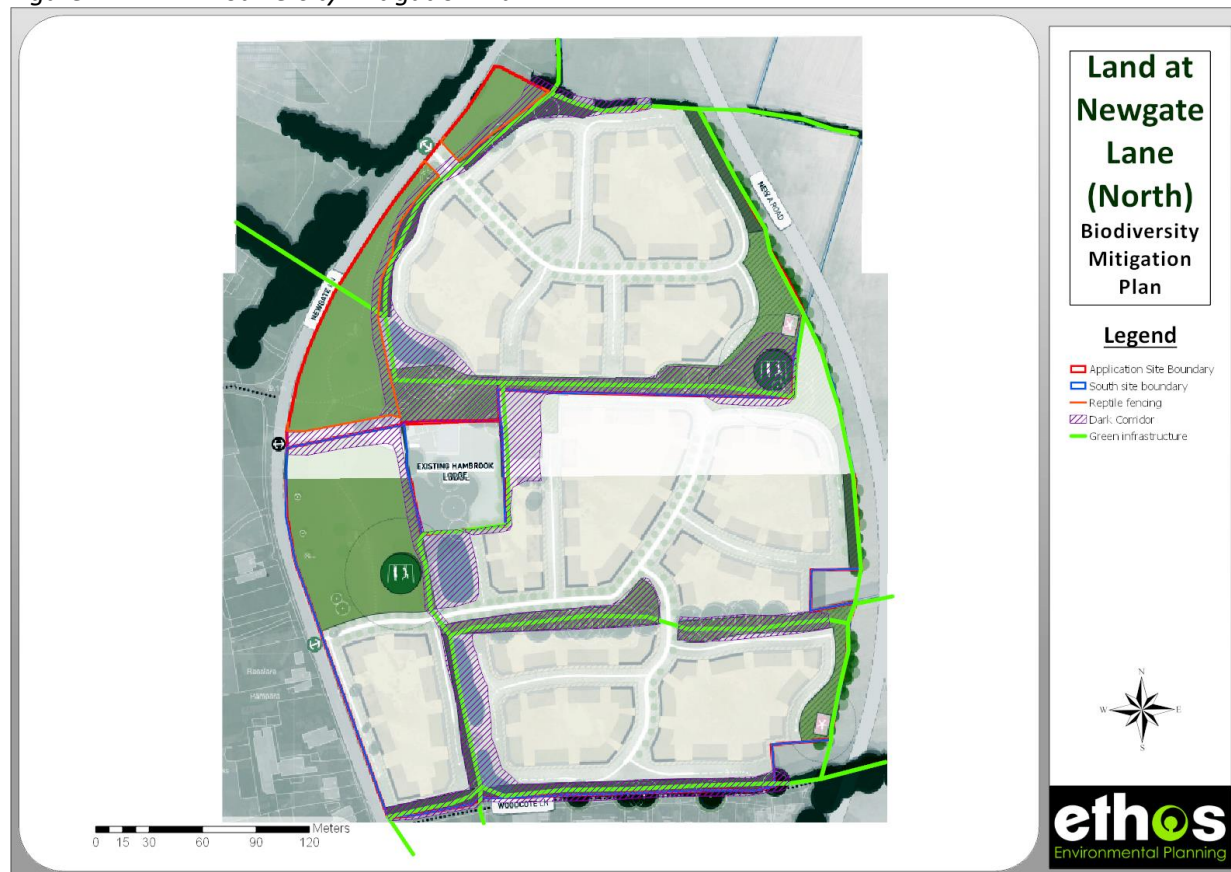 Land at
Newgate
Lane
(North)
Biodiversity
Mitigation
Plan
Legend
Application Site Boundary
South site boundary
Reptile fencing
Dark Corridor
Green infrastructure
NEW A ROAD
NEWGATE LN
EXISTING HAMBROOK
LODGE
WOODCOTE LN
N
W E
S
Meters
0 15 30 60 90 120
ethos
Environmental Planning